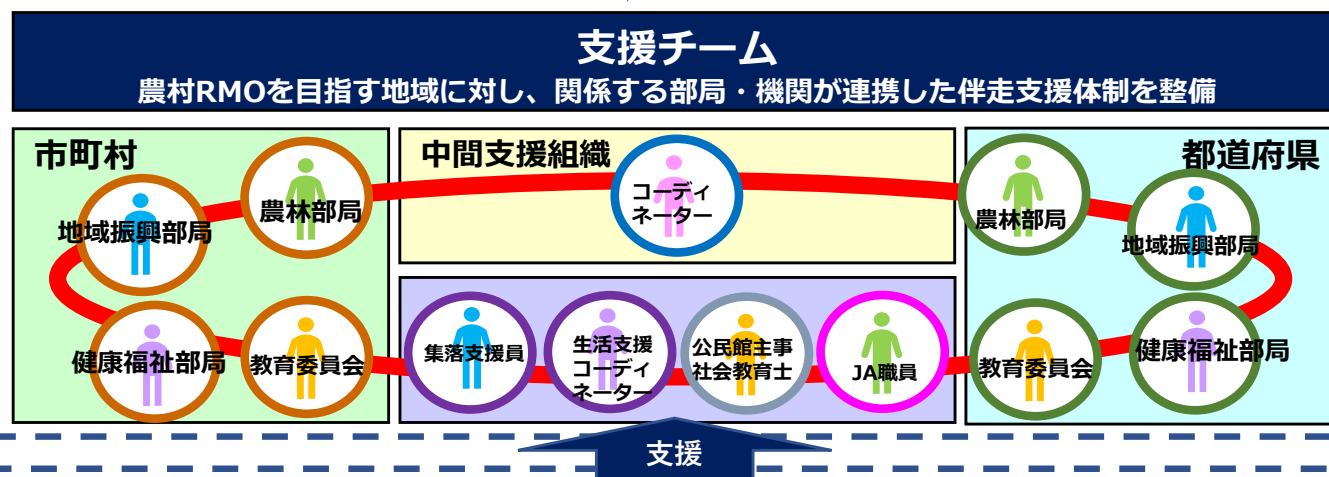 支援チーム
農村RMOを目指す地域に対し、関係する部局・機関が連携した伴走支援体制を整備
市町村
地域振興部局
農林部局
健康福祉部局
教育委員会
中間支援組織
コーディ
ネーター
集落支援員
生活支援
コーディ
ネーター
公民館主事
社会教育士
JA職員
都道府県
農林部局
地域振興部局
教育委員会
健康福祉部局
支援